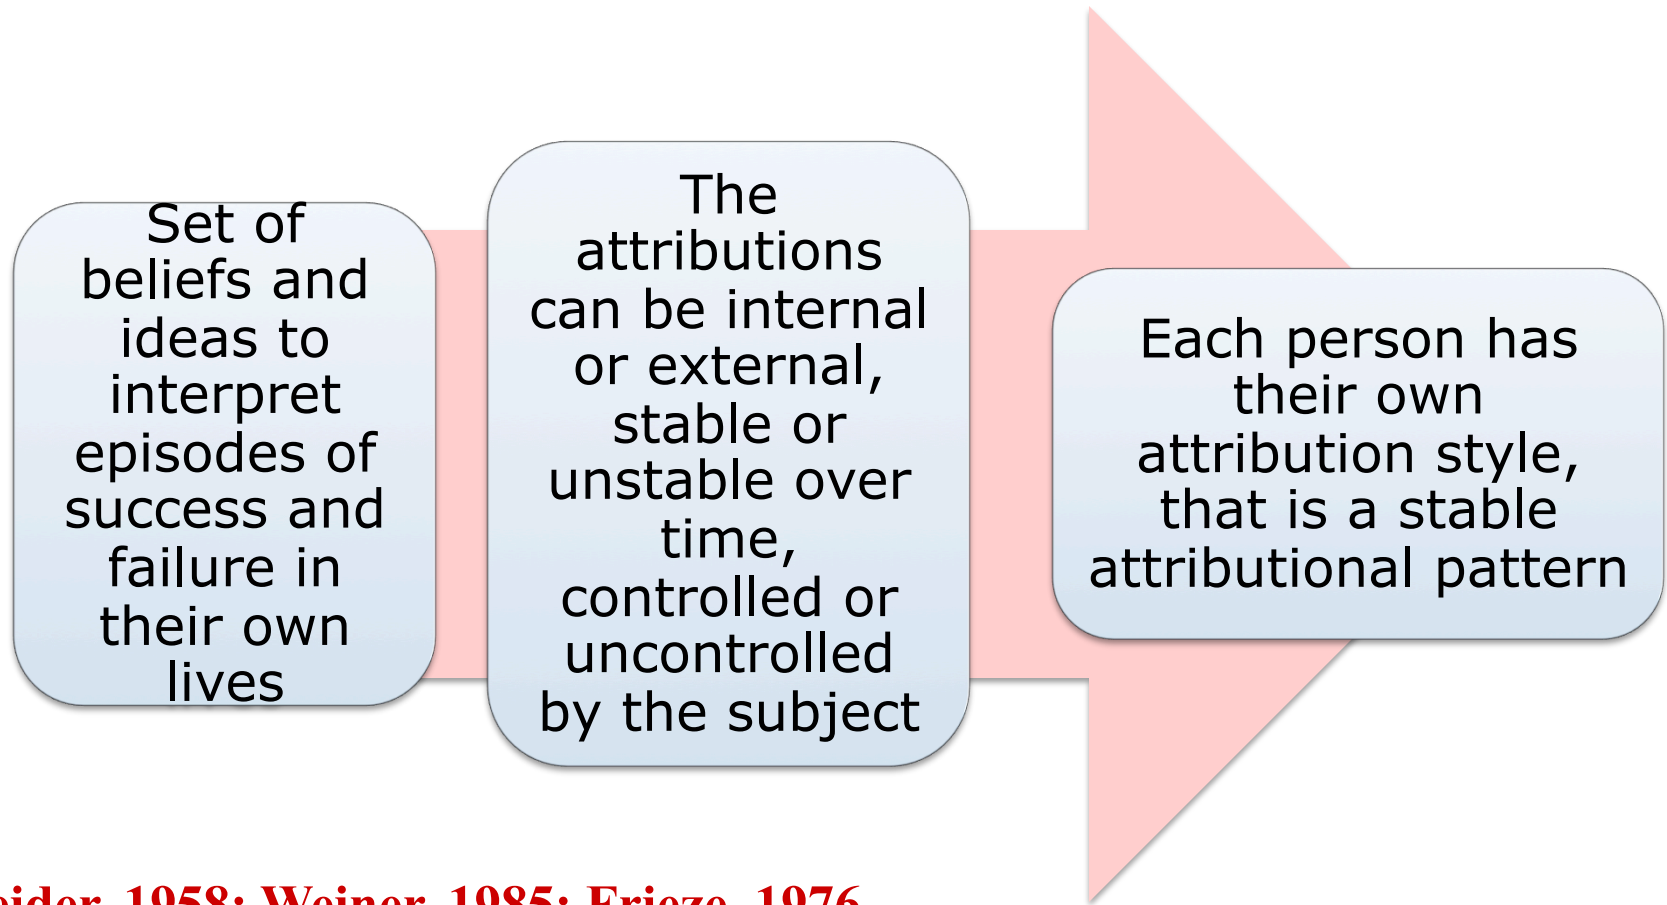 Set of
beliefs and
ideas to
interpret
episodes of
success and
failure in
their own
lives
The
attributions
can be internal
or external,
stable or
unstable over
time,
controlled or
uncontrolled
by the subject
Each person has
their own
attribution style,
that is a stable
attributional pattern
1958; Weiner, 1985; Frieze, 1976